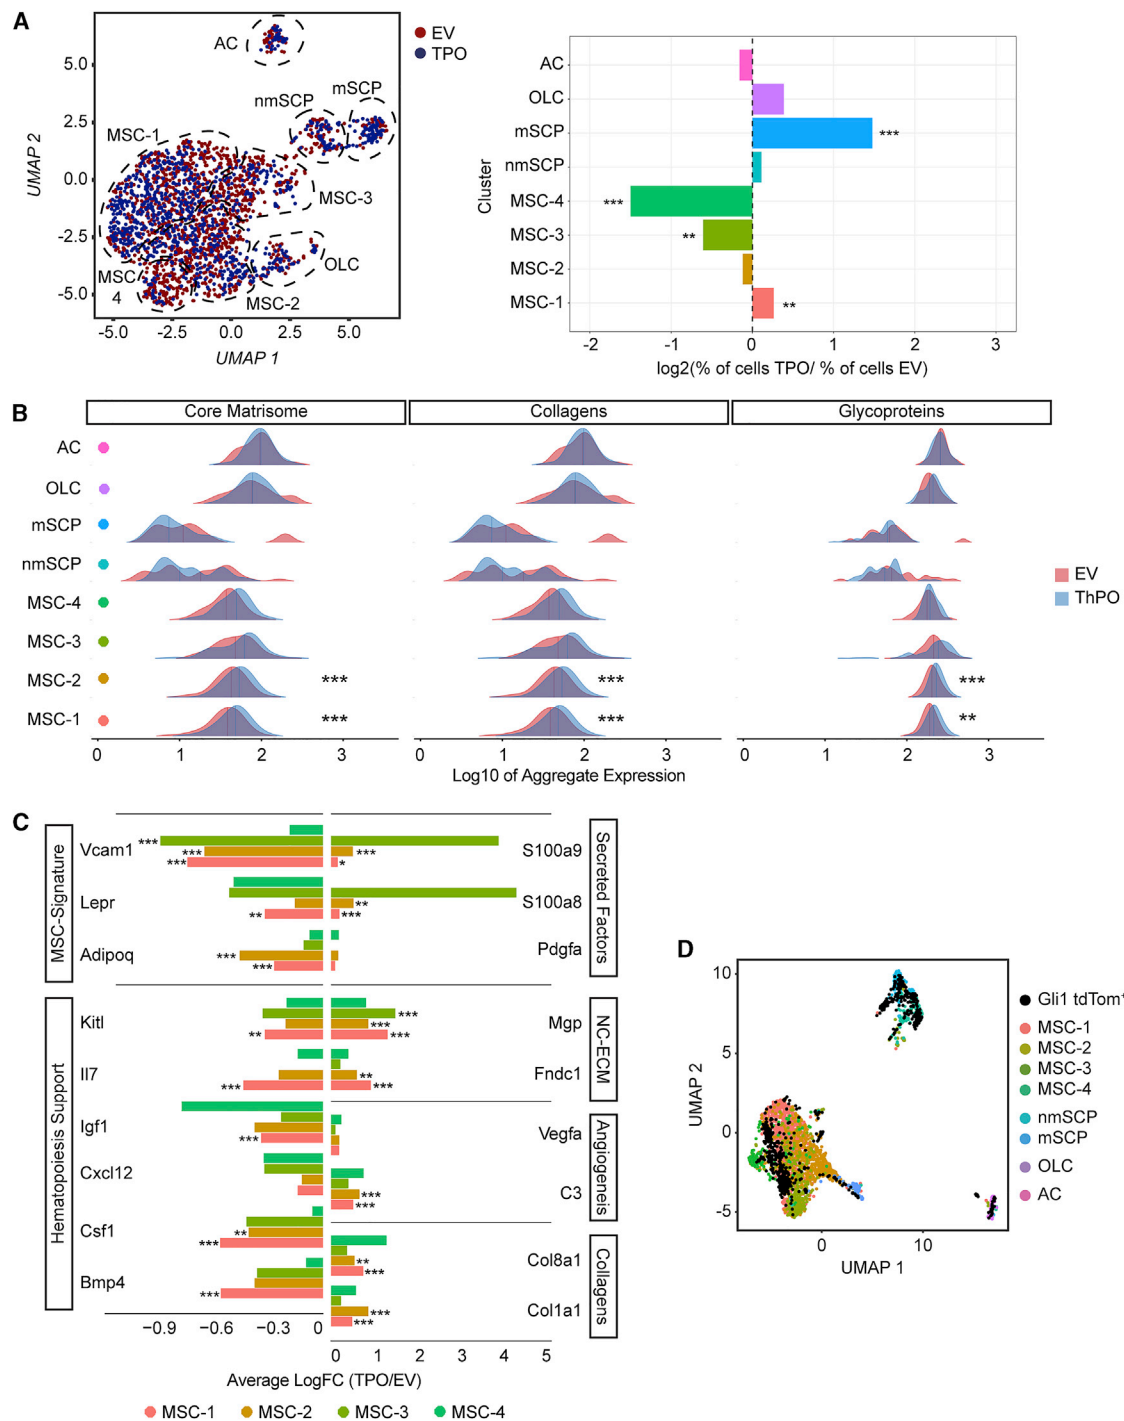 A
EV
TPO
AC
nmSCP
mSCP
MSC-1
MSC-3
OLC
MSC
4
MSC-2
5.0
2.5
0.0
-2.5
-5.0
UMAP 2
-5.0 -2.5 0.0 2.5 5.0
UMAP 1
AC
OLC
mSCP
***
nmSCP
MSC-4
***
MSC-3
**
MSC-2
MSC-1
**
Cluster
-2 -1 0 1 2 3
log2(% of cells TPO/ % of cells EV)
B
Core Matrisome Collagens Glycoproteins
AC
OLC
mSCP
nmSCP
MSC-4
MSC-3
MSC-2 *** *** ***
MSC-1 *** *** **
EV
ThPO
0 1 2 3 0 1 2 3 0 1 2 3
Log10 of Aggregate Expression
C
MSC-Signature
Vcam1 *** *** ***
Lepr **
Adipoq *** ***
Hematopoiesis Support
Kitl **
Il7 ***
Igf1 ***
Cxcl12
Csf1 ** ***
Bmp4 ***
−0.9 −0.6 −0.3 0
Secreted Factors
*** * S100a9
** *** S100a8
Pdgfa
NC-ECM
*** *** *** Mgp
** *** Fndc1
Angiogeneis
Vegfa
*** *** C3
Collagens
** *** Col8a1
*** *** Col1a1
0 1 2 3 4 5
Average LogFC (TPO/EV)
MSC-1 MSC-2 MSC-3 MSC-4
D
10
5
0
-5
UMAP 2
0 10
UMAP 1
Gli1 tdTom+
MSC-1
MSC-2
MSC-3
MSC-4
nmSCP
mSCP
OLC
AC